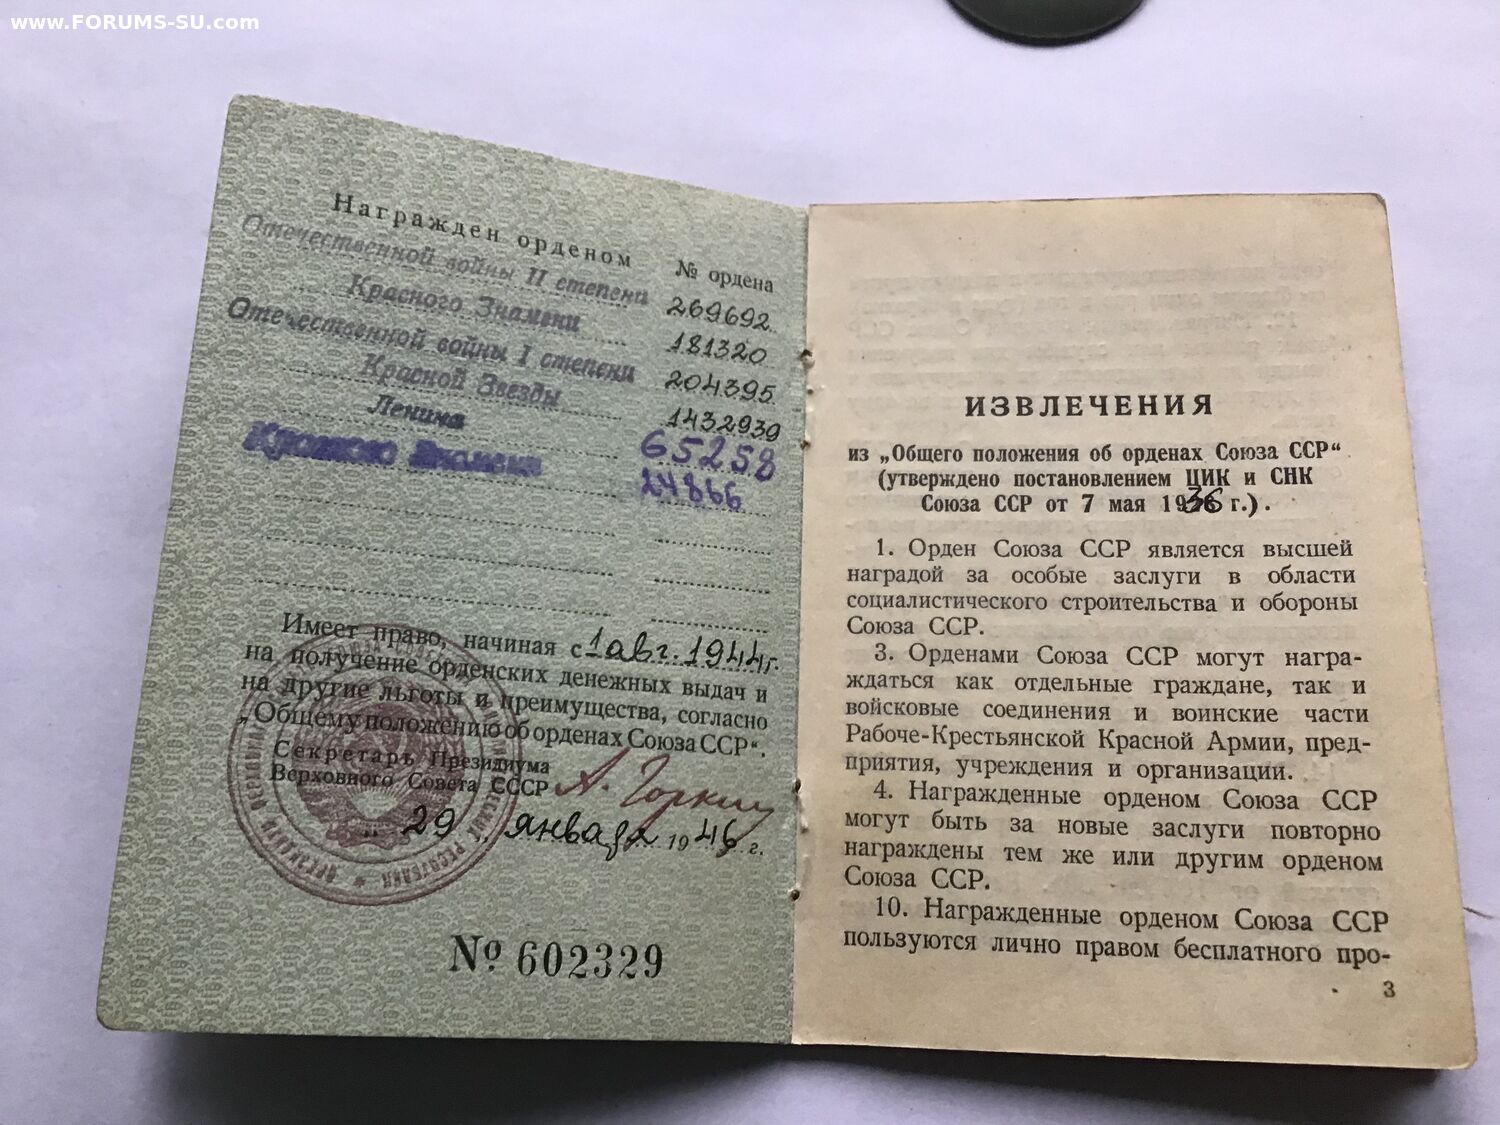 www.FORUMS-SU.com
Награжден орденом № ордена
Отечественной войны II степени 269692
Красного Знамени 181320
Отечественной войны I степени 204395
Красной Звезды 1432939
Ленина 65258
Красного Знамени 24866
Имеет право, начиная с 1 авг. 1944г.
на получение орденских денежных выдач и
на другие льготы и преимущества, согласно
„Общему положению об орденах Союза ССР“.
Секретарь Президиума
Верховного Совета СССР А. Горкин
„ 29 „ января 1946 г.
№ 602329
ИЗВЛЕЧЕНИЯ
из „Общего положения об орденах Союза ССР“
(утверждено постановлением ЦИК и СНК
Союза ССР от 7 мая 1936 г.).
1. Орден Союза ССР является высшей
наградой за особые заслуги в области
социалистического строительства и обороны
Союза ССР.
3. Орденами Союза ССР могут награ-
ждаться как отдельные граждане, так и
войсковые соединения и воинские части
Рабоче-Крестьянской Красной Армии, пред-
приятия, учреждения и организации.
4. Награжденные орденом Союза ССР
могут быть за новые заслуги повторно
награждены тем же или другим орденом
Союза ССР.
10. Награжденные орденом Союза ССР
пользуются лично правом бесплатного про-
3